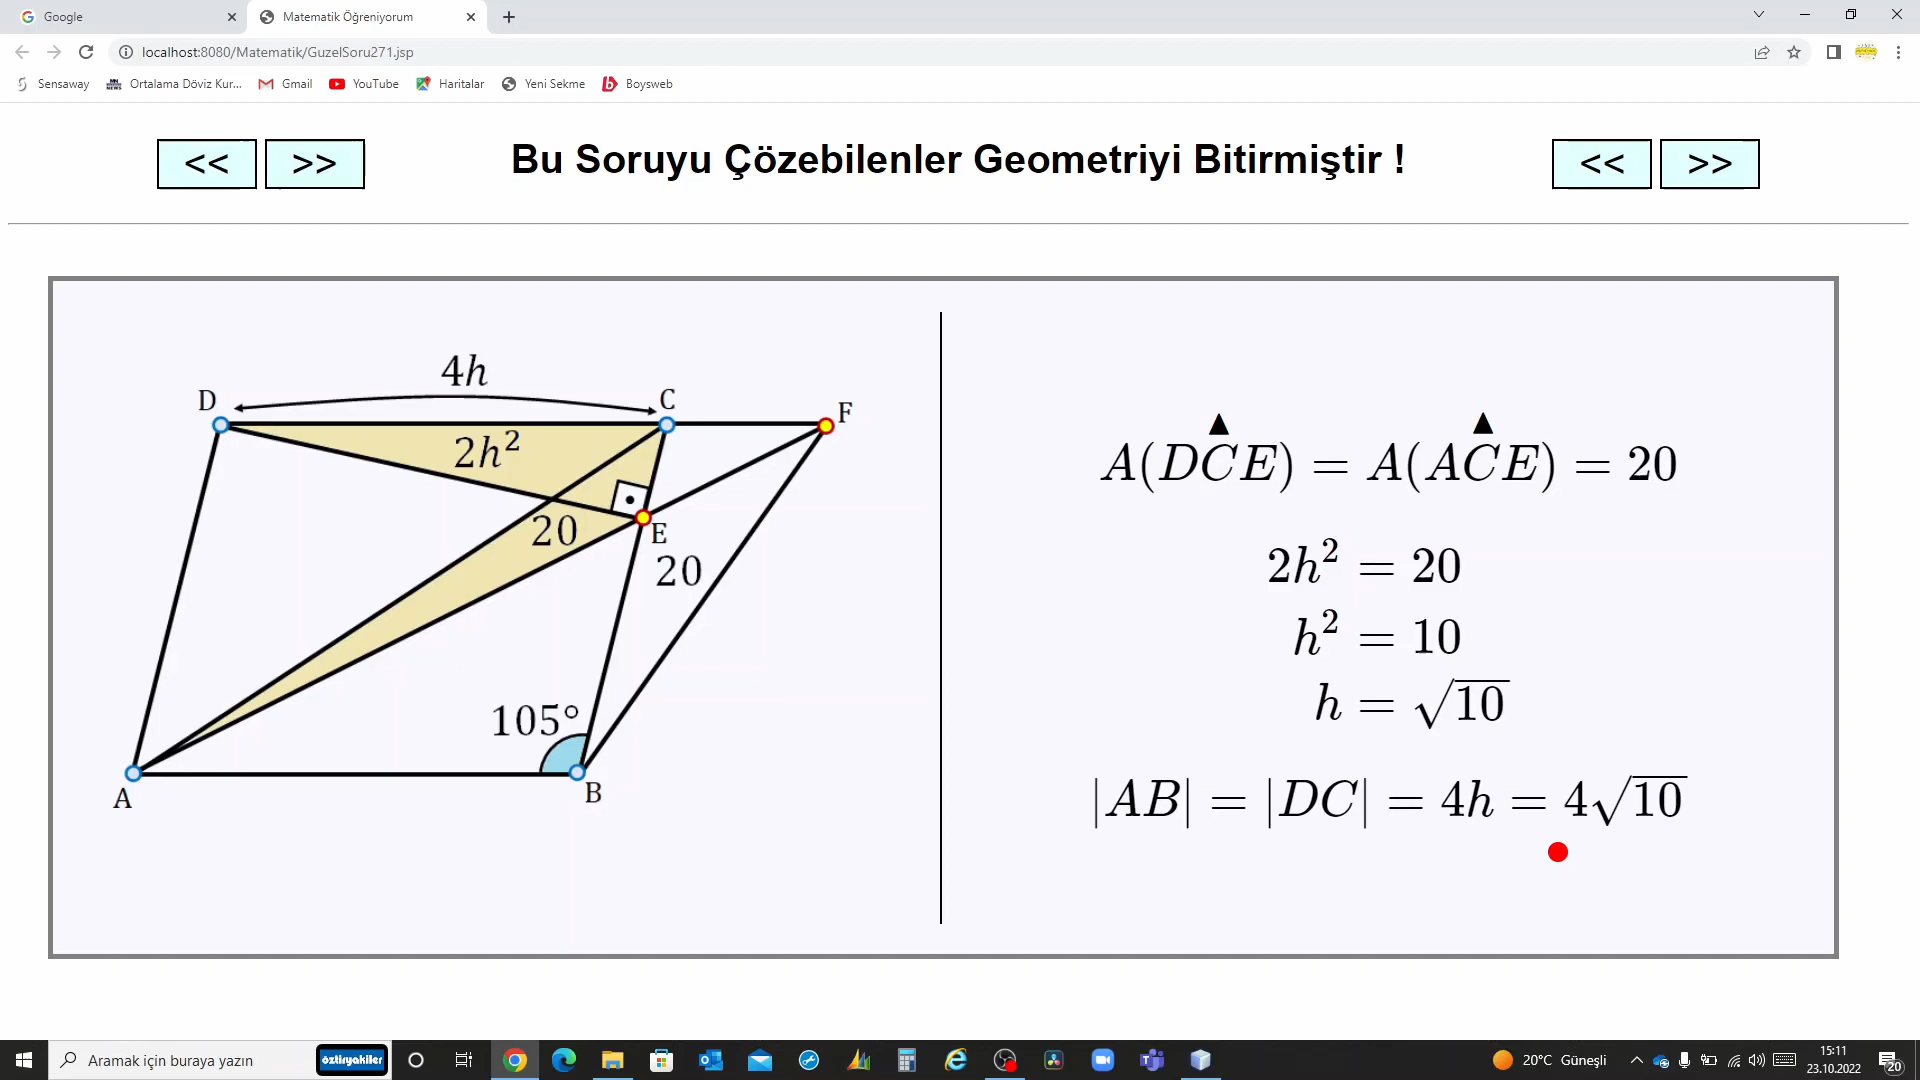 Google
Matematik Öğreniyorum
localhost:8080/Matematik/GuzelSoru271.jsp
Sensaway
Ortalama Döviz Kur...
Gmail
YouTube
Haritalar
Yeni Sekme
Boysweb
<< >>
Bu Soruyu Çözebilenler Geometriyi Bitirmiştir !
<< >>
4h
D
C
F
2h²
20
E
20
105°
A
B
A(DCE) = A(ACE) = 20
2h² = 20
h² = 10
h = √10
|AB| = |DC| = 4h = 4√10
Aramak için buraya yazın
öztiryakiler
20°C Güneşli
15:11
23.10.2022
20